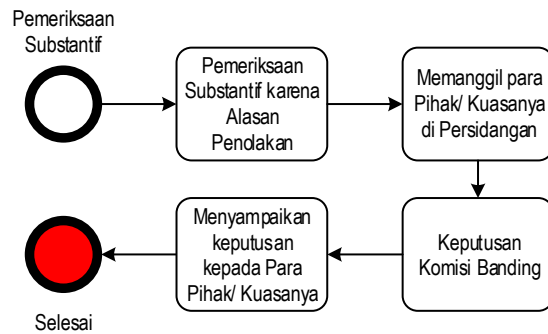 Pemeriksaan
Substantif
Pemeriksaan
Substantif karena
Alasan
Pendakan
Memanggil para
Pihak/ Kuasanya
di Persidangan
Keputusan
Komisi Banding
Menyampaikan
keputusan
kepada Para
Pihak/ Kuasanya
Selesai